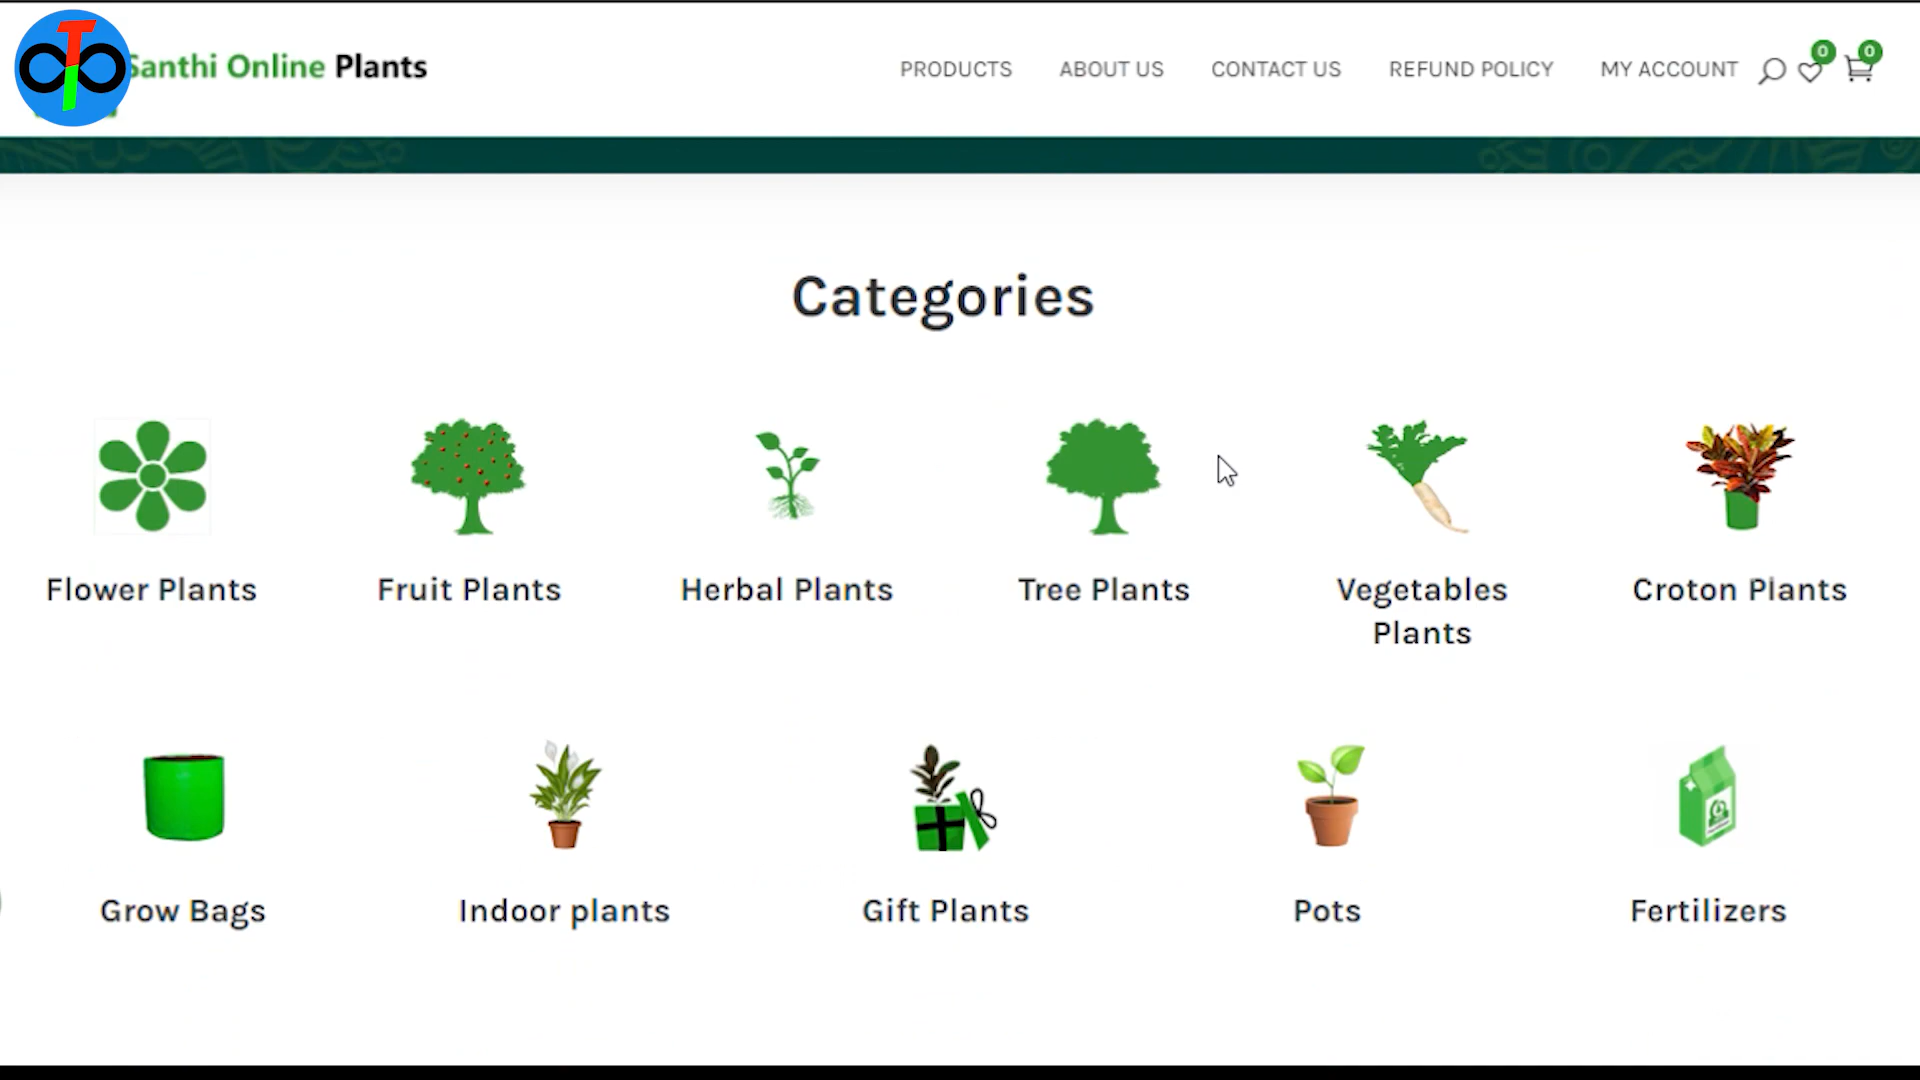 Santhi Online Plants
PRODUCTS
ABOUT US
CONTACT US
REFUND POLICY
MY ACCOUNT
0
0
Categories
Flower Plants
Fruit Plants
Herbal Plants
Tree Plants
Vegetables
Plants
Croton Plants
Grow Bags
Indoor plants
Gift Plants
Pots
Fertilizers